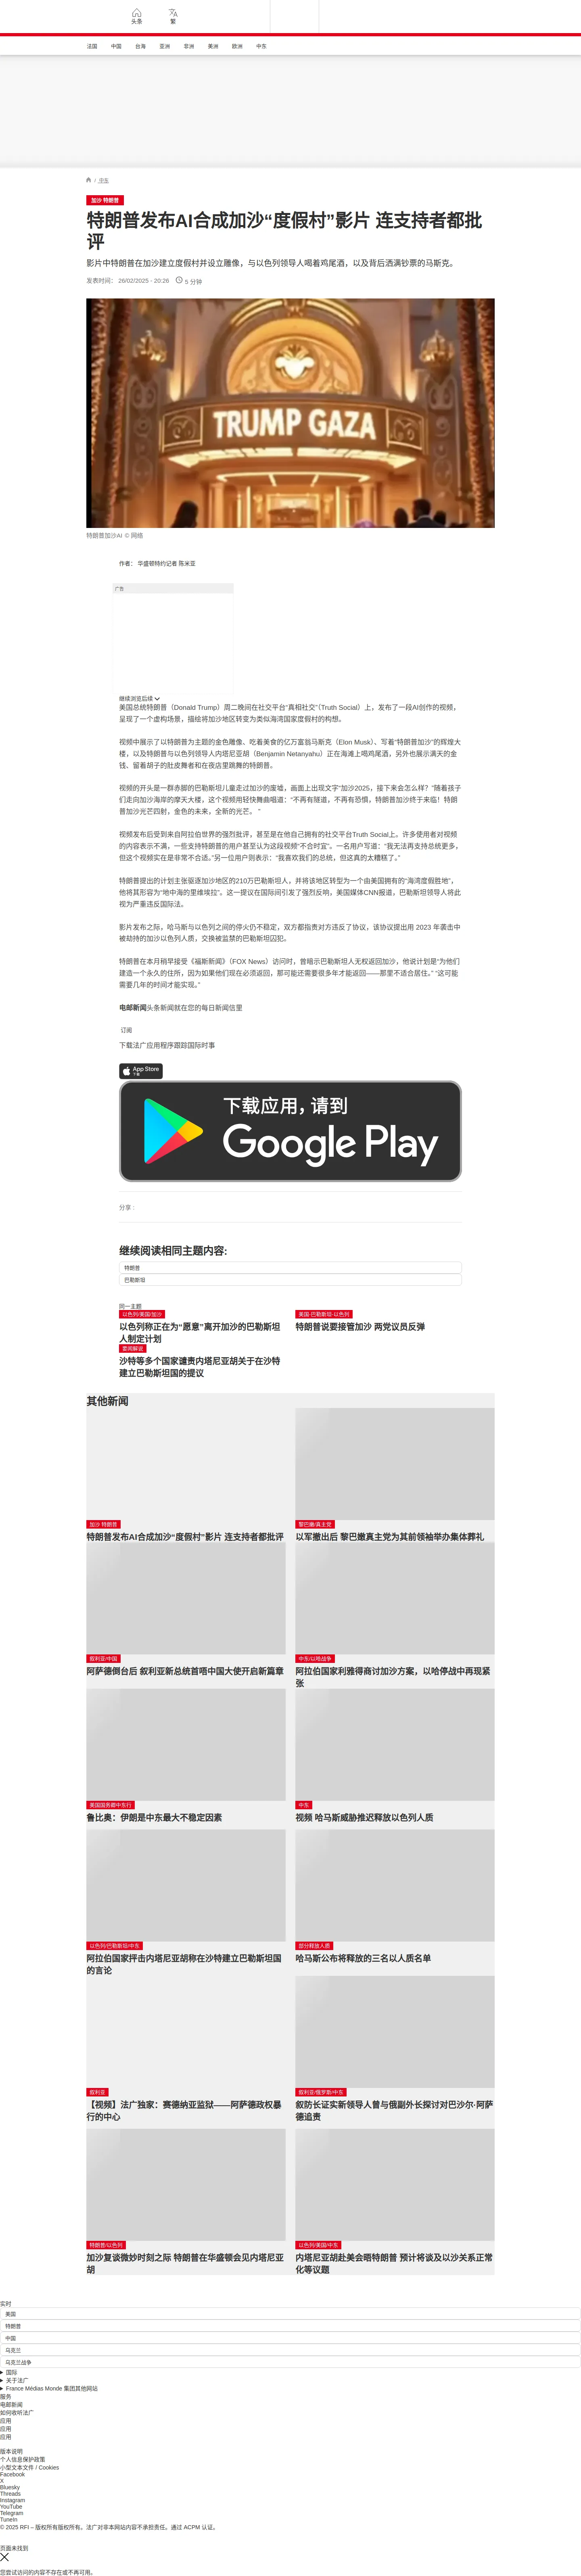 头条
繁
法国
中国
台海
亚洲
非洲
美洲
欧洲
中东
/ 中东
加沙 特朗普
特朗普发布AI合成加沙“度假村”影片 连支持者都批
评
影片中特朗普在加沙建立度假村并设立雕像，与以色列领导人喝着鸡尾酒，以及背后洒满钞票的马斯克。
发表时间： 26/02/2025 - 20:26
5 分钟
TRUMP GAZA
特朗普加沙AI © 网络
作者： 华盛顿特约记者 陈米亚
广告
继续浏览后续
美国总统特朗普（Donald Trump）周二晚间在社交平台“真相社交”（Truth Social）上，发布了一段AI创作的视频，
呈现了一个虚构场景，描绘将加沙地区转变为类似海湾国家度假村的构想。
视频中展示了以特朗普为主题的金色雕像、吃着美食的亿万富翁马斯克（Elon Musk）、写着“特朗普加沙”的辉煌大
楼，以及特朗普与以色列领导人内塔尼亚胡（Benjamin Netanyahu）正在海滩上喝鸡尾酒，另外也展示满天的金
钱、留着胡子的肚皮舞者和在夜店里跳舞的特朗普。
视频的开头是一群赤脚的巴勒斯坦儿童走过加沙的废墟，画面上出现文字“加沙2025，接下来会怎么样？”随着孩子
们走向加沙海岸的摩天大楼，这个视频用轻快舞曲唱道：“不再有隧道，不再有恐惧，特朗普加沙终于来临！特朗
普加沙光芒四射，金色的未来，全新的光芒。 ”
视频发布后受到来自阿拉伯世界的强烈批评，甚至是在他自己拥有的社交平台Truth Social上，许多使用者对视频
的内容表示不满，一些支持特朗普的用户甚至认为这段视频“不合时宜”。一名用户写道：“我无法再支持总统更多，
但这个视频实在是非常不合适。”另一位用户则表示：“我喜欢我们的总统，但这真的太糟糕了。”
特朗普提出的计划主张驱逐加沙地区的210万巴勒斯坦人，并将该地区转型为一个由美国拥有的“海湾度假胜地”，
他将其形容为“地中海的里维埃拉”。这一提议在国际间引发了强烈反响，美国媒体CNN报道，巴勒斯坦领导人将此
视为严重违反国际法。
影片发布之际，哈马斯与以色列之间的停火仍不稳定，双方都指责对方违反了协议，该协议提出用 2023 年袭击中
被劫持的加沙以色列人质，交换被监禁的巴勒斯坦囚犯。
特朗普在本月稍早接受《福斯新闻》（FOX News）访问时，曾暗示巴勒斯坦人无权返回加沙，他说计划是“为他们
建造一个永久的住所，因为如果他们现在必须返回，那可能还需要很多年才能返回——那里不适合居住。” “这可能
需要几年的时间才能实现。”
电邮新闻头条新闻就在您的每日新闻信里
订阅
下载法广应用程序跟踪国际时事
App Store
下载
下载应用，请到
Google Play
分享 :
继续阅读相同主题内容:
特朗普
巴勒斯坦
同一主题
以色列/美国/加沙
以色列称正在为“愿意”离开加沙的巴勒斯坦
人制定计划
美国-巴勒斯坦-以色列
特朗普说要接管加沙 两党议员反弹
要闻解说
沙特等多个国家谴责内塔尼亚胡关于在沙特
建立巴勒斯坦国的提议
其他新闻
加沙 特朗普
特朗普发布AI合成加沙“度假村”影片 连支持者都批评
黎巴嫩/真主党
以军撤出后 黎巴嫩真主党为其前领袖举办集体葬礼
叙利亚/中国
阿萨德倒台后 叙利亚新总统首唔中国大使开启新篇章
中东/以哈战争
阿拉伯国家利雅得商讨加沙方案，以哈停战中再现紧
张
美国国务卿中东行
鲁比奥：伊朗是中东最大不稳定因素
中东
视频 哈马斯威胁推迟释放以色列人质
以色列/巴勒斯坦/中东
阿拉伯国家抨击内塔尼亚胡称在沙特建立巴勒斯坦国
的言论
部分释放人质
哈马斯公布将释放的三名以人质名单
叙利亚
【视频】法广独家：赛德纳亚监狱——阿萨德政权暴
行的中心
叙利亚/俄罗斯/中东
叙防长证实新领导人曾与俄副外长探讨对巴沙尔·阿萨
德追责
特朗普/以色列
加沙复谈微妙时刻之际 特朗普在华盛顿会见内塔尼亚
胡
以色列/美国/中东
内塔尼亚胡赴美会晤特朗普 预计将谈及以沙关系正常
化等议题
实时
美国
特朗普
中国
乌克兰
乌克兰战争
国际
关于法广
France Médias Monde 集团其他网站
服务
电邮新闻
如何收听法广
应用
应用
应用
版本说明
个人信息保护政策
小型文本文件 / Cookies
Facebook
X
Bluesky
Threads
Instagram
YouTube
Telegram
TuneIn
© 2025 RFI – 版权所有版权所有。法广对非本网站内容不承担责任。通过 ACPM 认证。
页面未找到
您尝试访问的内容不存在或不再可用。